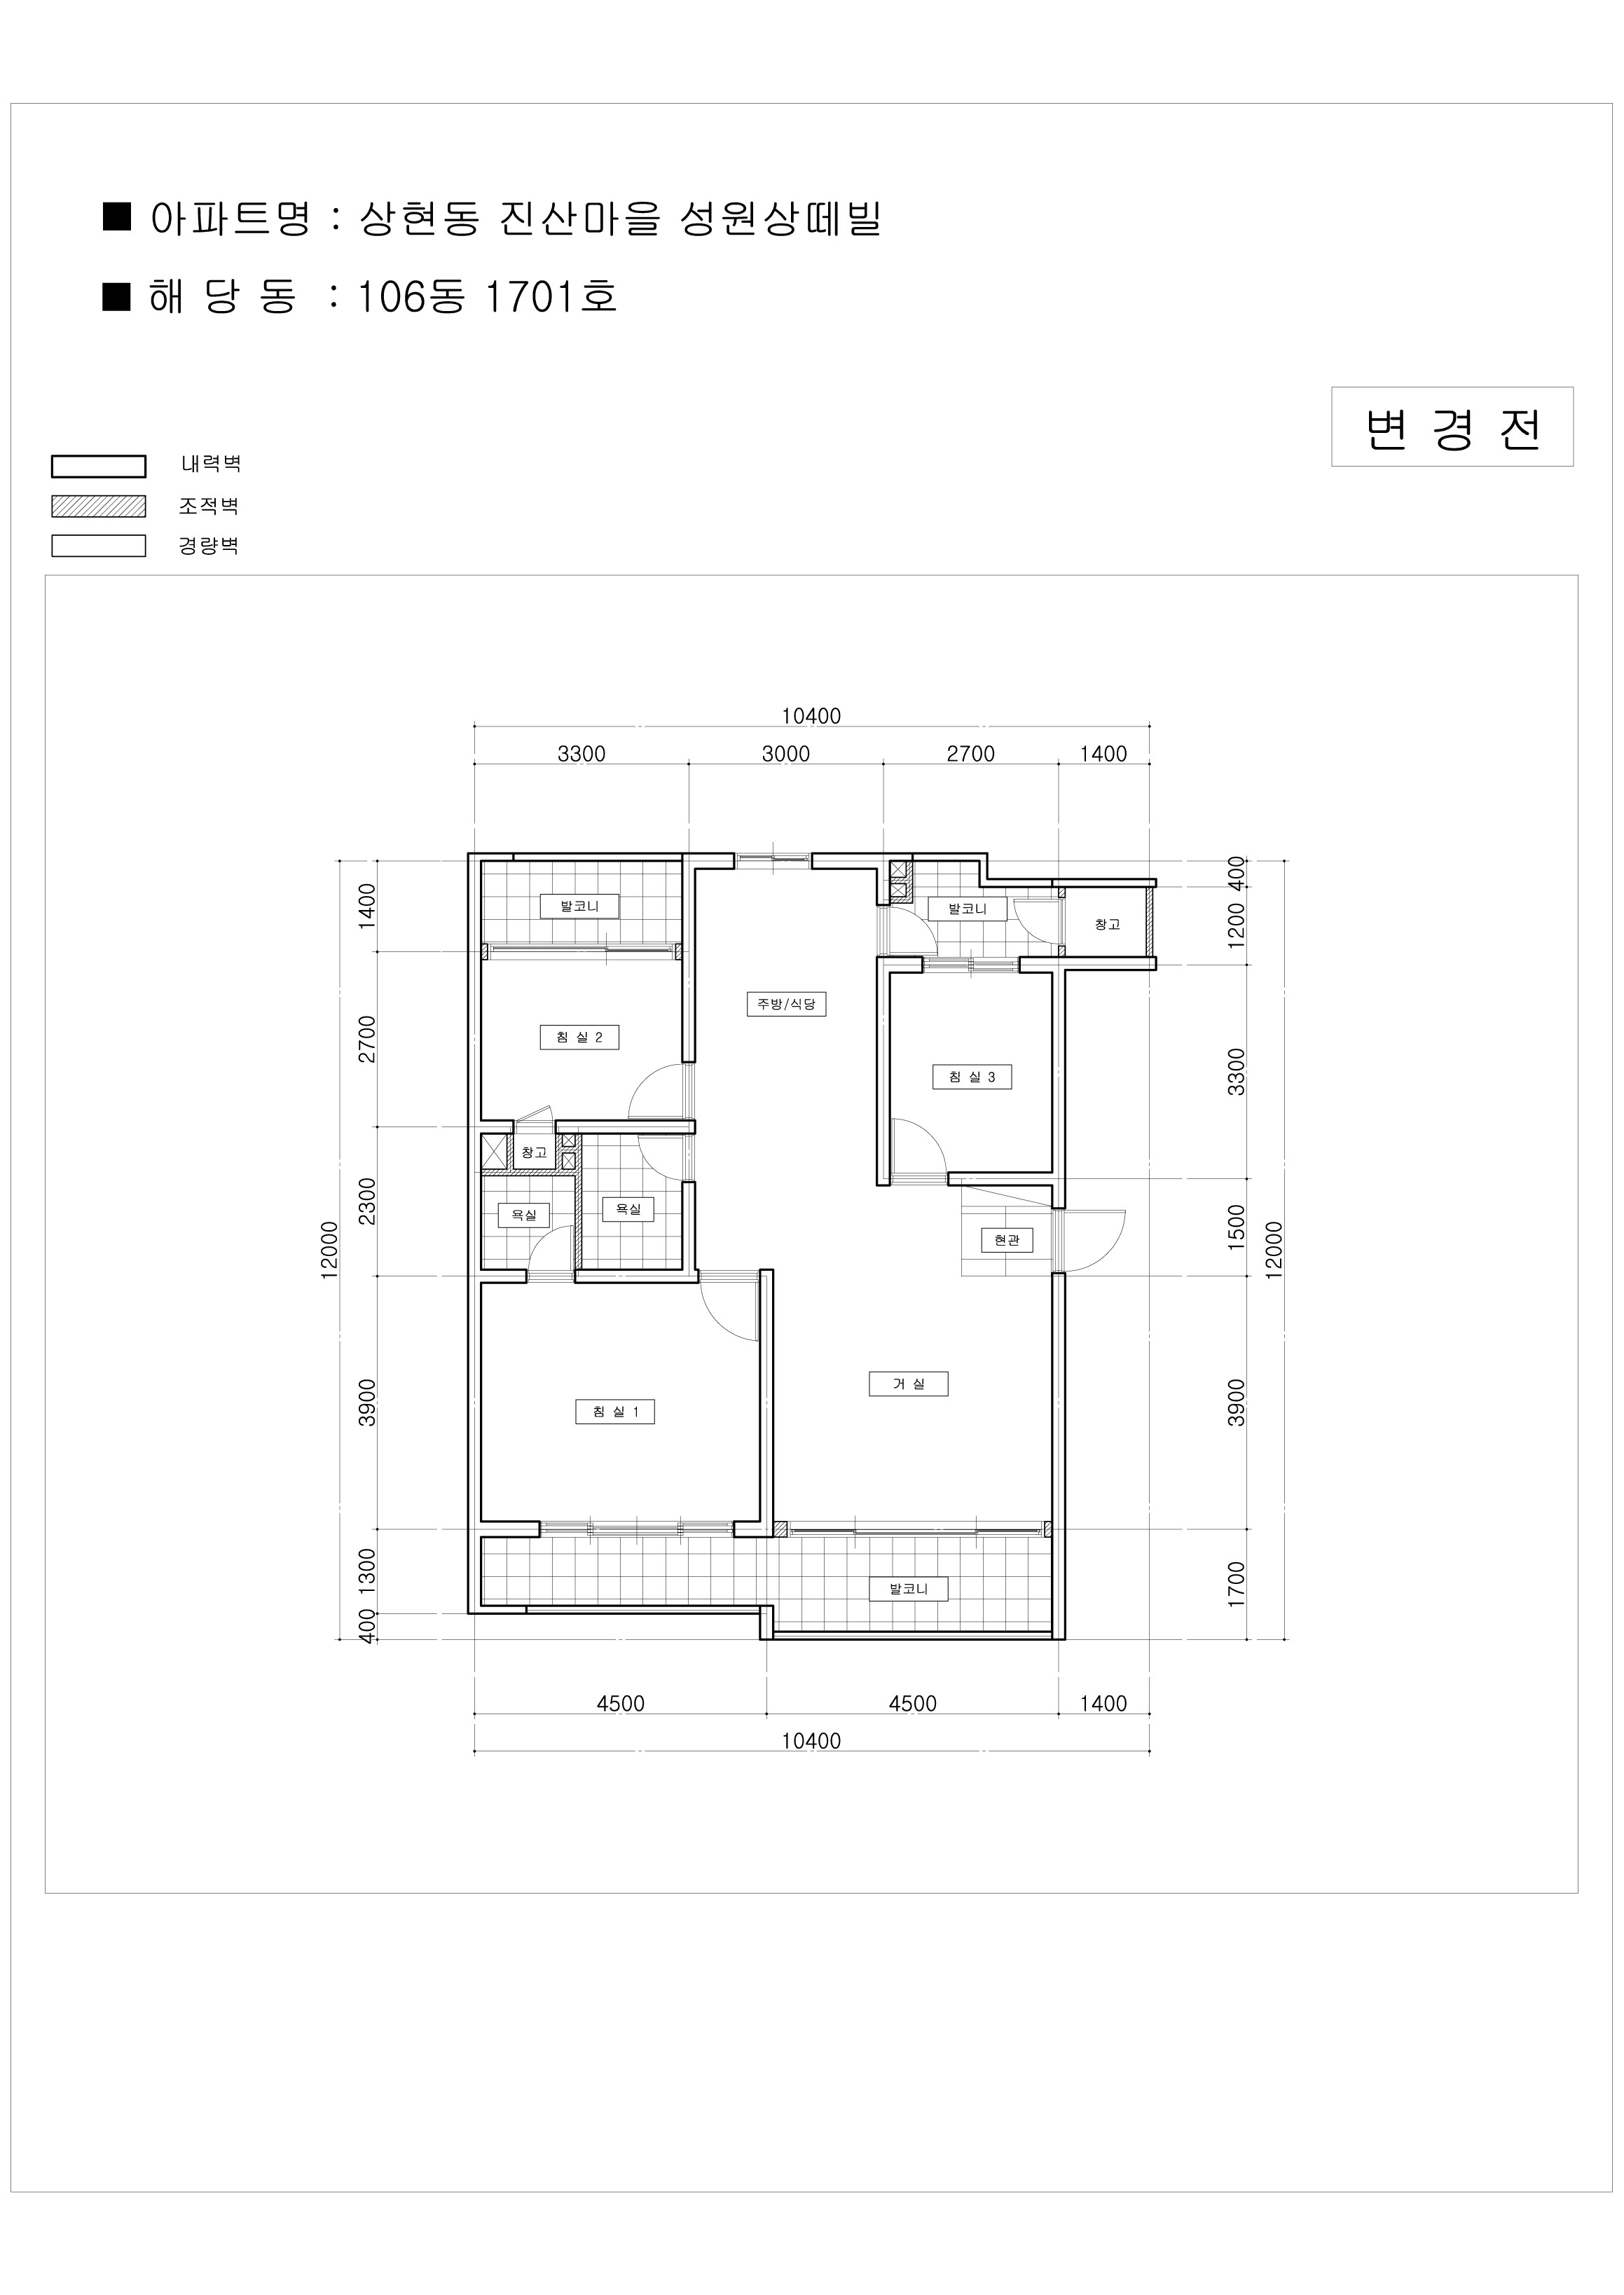 ■ 아파트명 : 상현동 진산마을 성원상떼빌
■ 해 당 동 : 106동 1701호
변 경 전
내력벽
조적벽
경량벽
10400
3300 3000 2700 1400
1400
2700
2300
3900
1300
400
12000
400
1200
3300
1500
3900
1700
12000
발코니
발코니
창고
주방/식당
침 실 2
침 실 3
창고
욕실
욕실
현관
거 실
침 실 1
발코니
4500 4500 1400
10400